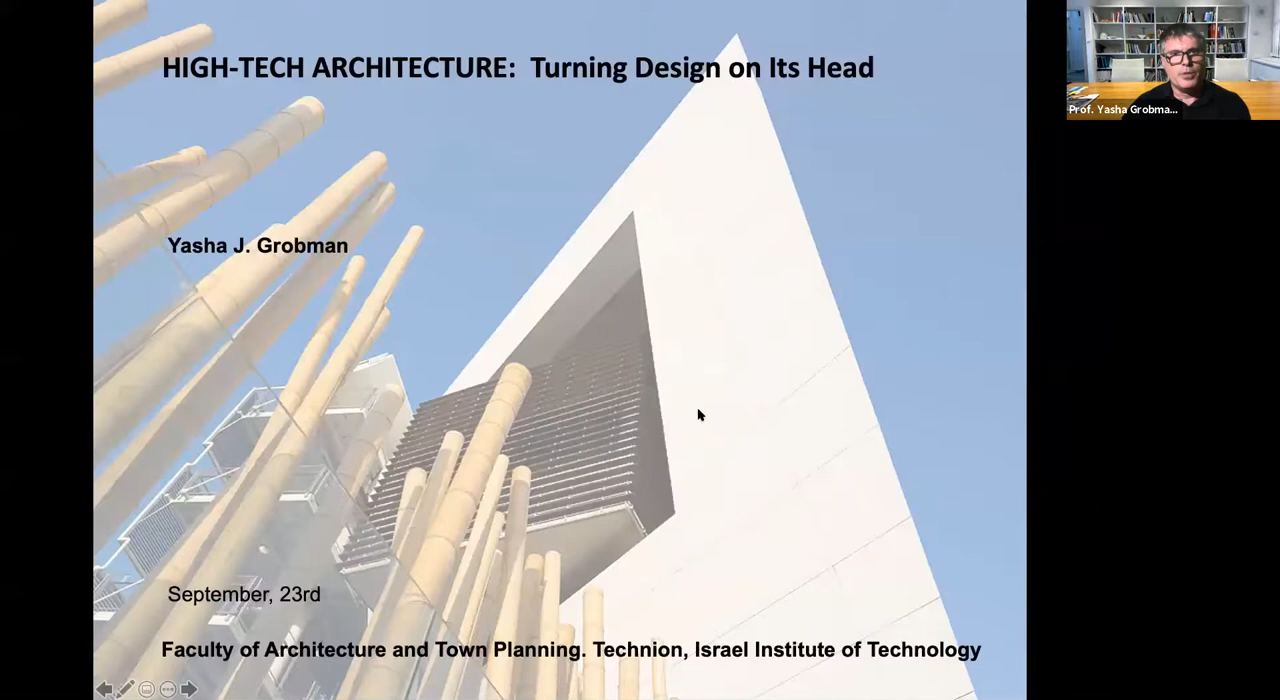 HIGH-TECH ARCHITECTURE:  Turning Design on Its Head
Prof. Yasha Grobma...
Yasha J. Grobman
September, 23rd
Faculty of Architecture and Town Planning. Technion, Israel Institute of Technology